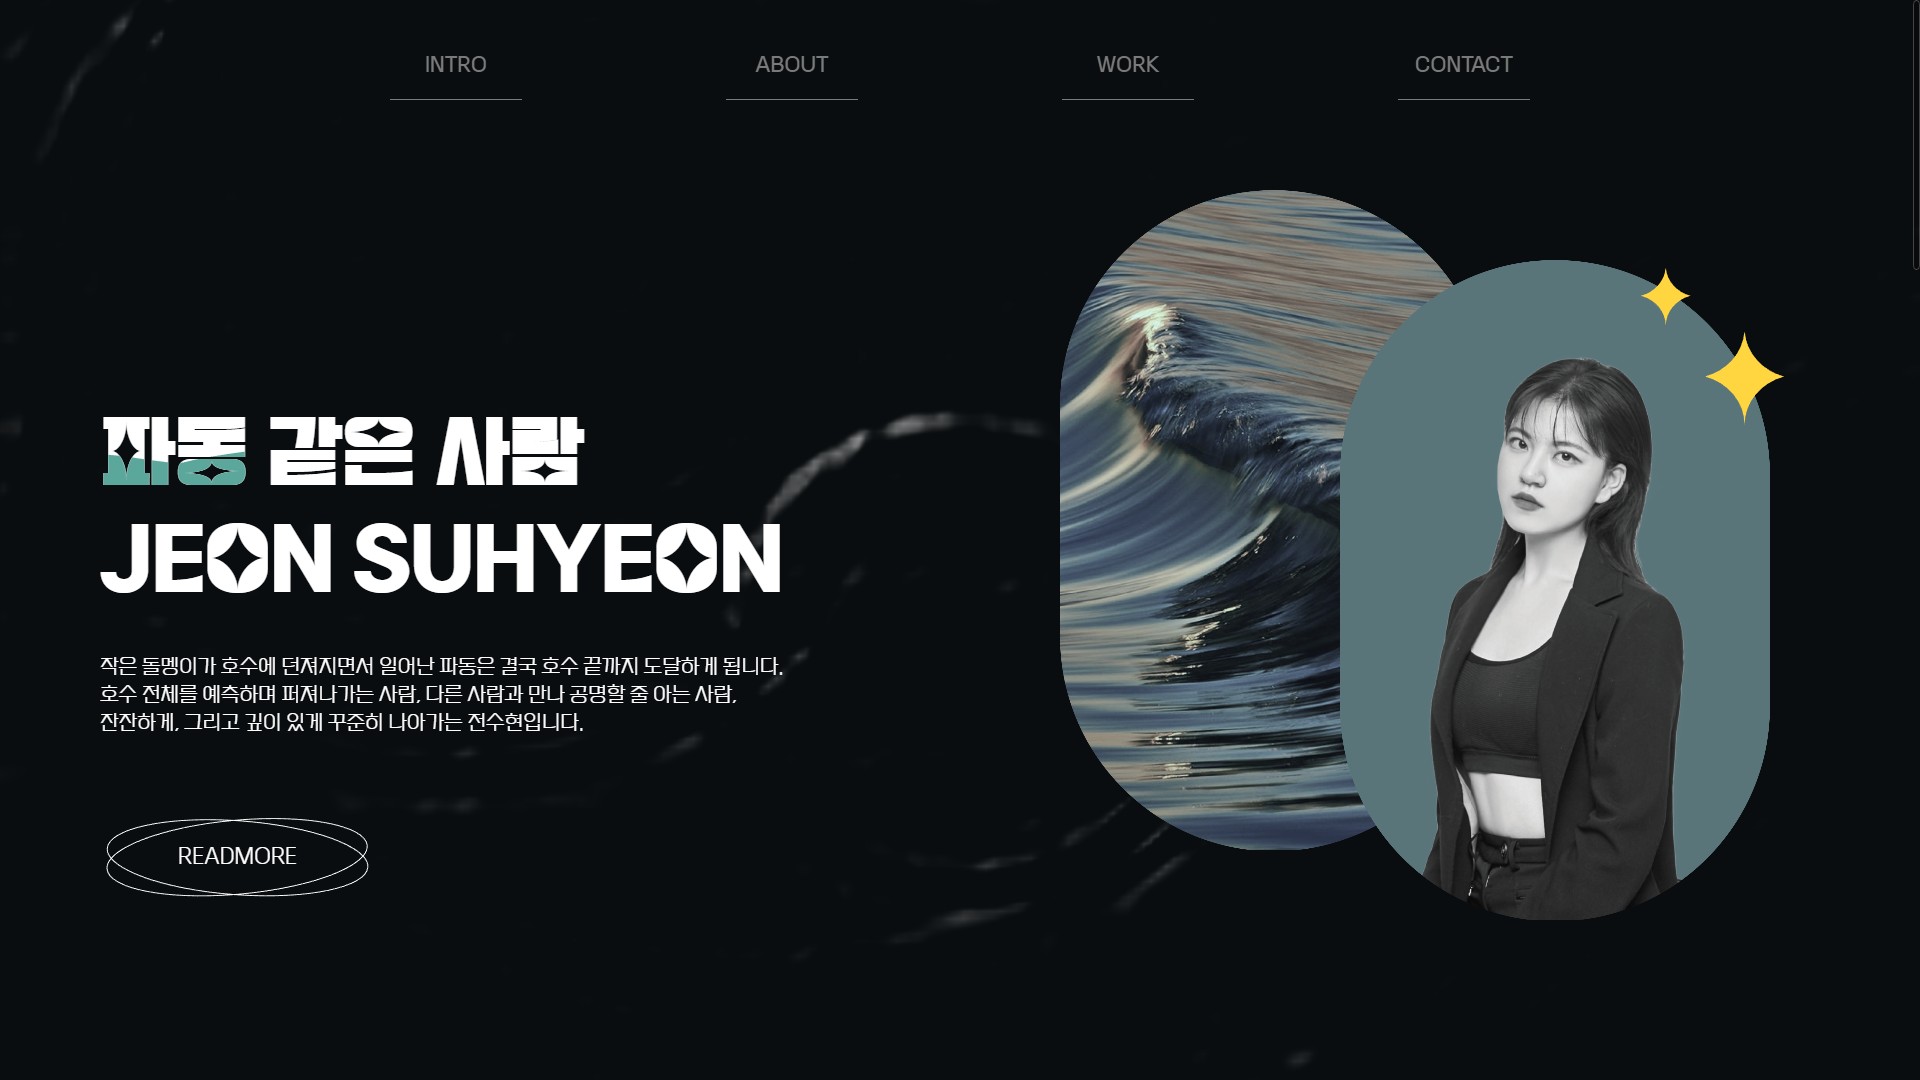 INTRO
ABOUT
WORK
CONTACT
파동 같은 사람
JEON SUHYEON
작은 돌멩이가 호수에 던져지면서 일어난 파동은 결국 호수 끝까지 도달하게 됩니다.
호수 전체를 예측하며 퍼져나가는 사람, 다른 사람과 만나 공명할 줄 아는 사람,
잔잔하게, 그리고 깊이 있게 꾸준히 나아가는 전수현입니다.
READMORE